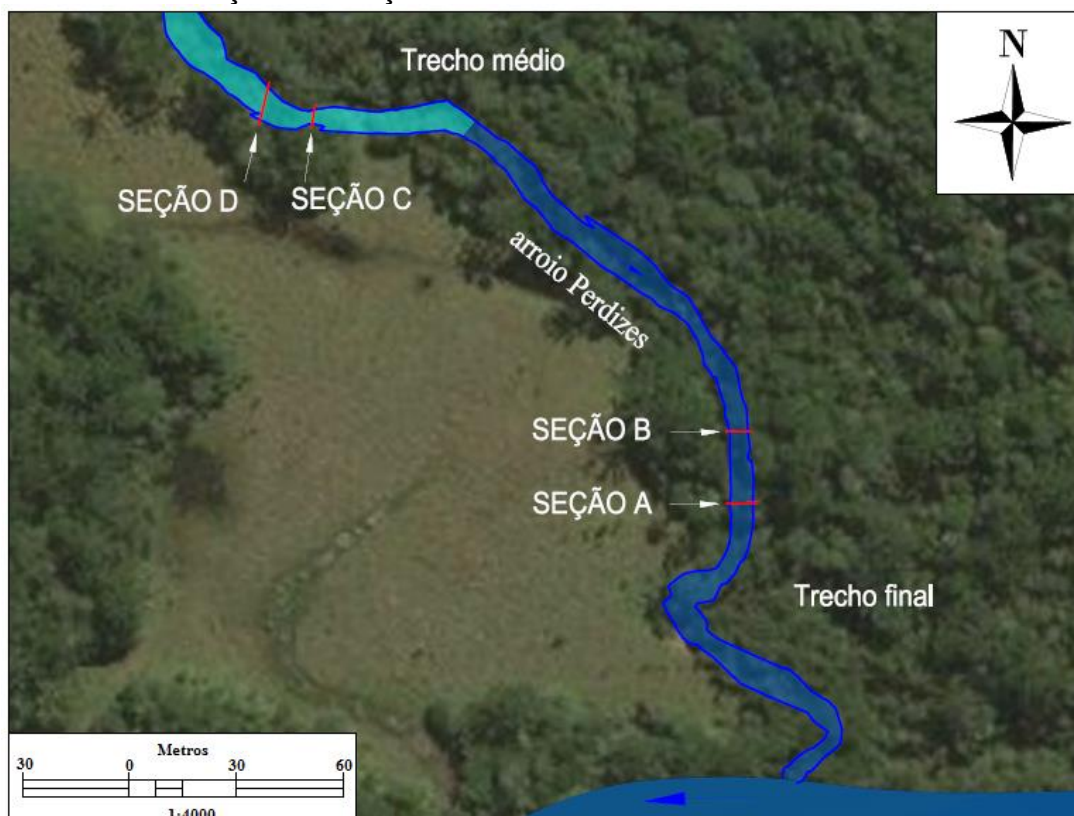 Trecho médio
N
SEÇÃO D
SEÇÃO C
arroio Perdizes
SEÇÃO B
SEÇÃO A
Trecho final
Metros
30 0 30 60
1:4000